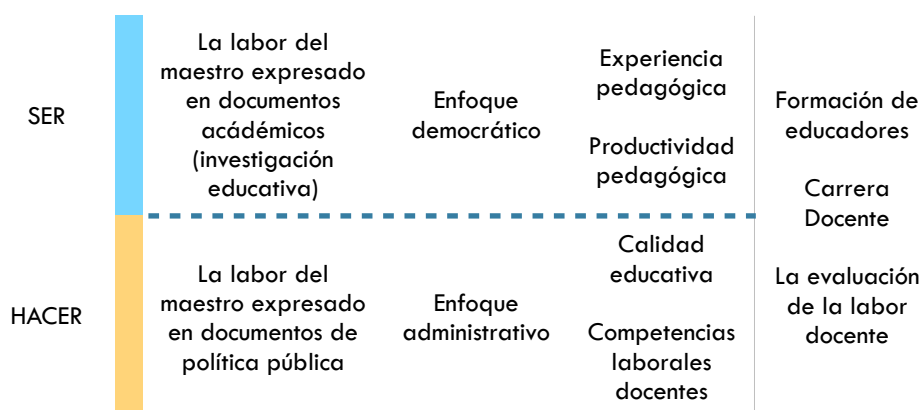 SER
La labor del
maestro expresado
en documentos
acádémicos
(investigación
educativa)
Enfoque
democrático
Experiencia
pedagógica
Productividad
pedagógica
HACER
La labor del
maestro expresado
en documentos de
política pública
Enfoque
administrativo
Calidad
educativa
Competencias
laborales
docentes
Formación de
educadores
Carrera
Docente
La evaluación
de la labor
docente